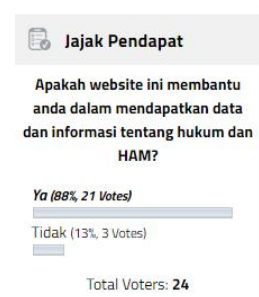 Jajak Pendapat
Apakah website ini membantu
anda dalam mendapatkan data
dan informasi tentang hukum dan
HAM?
Ya (88%, 21 Votes)
Tidak (13%, 3 Votes)
Total Voters: 24